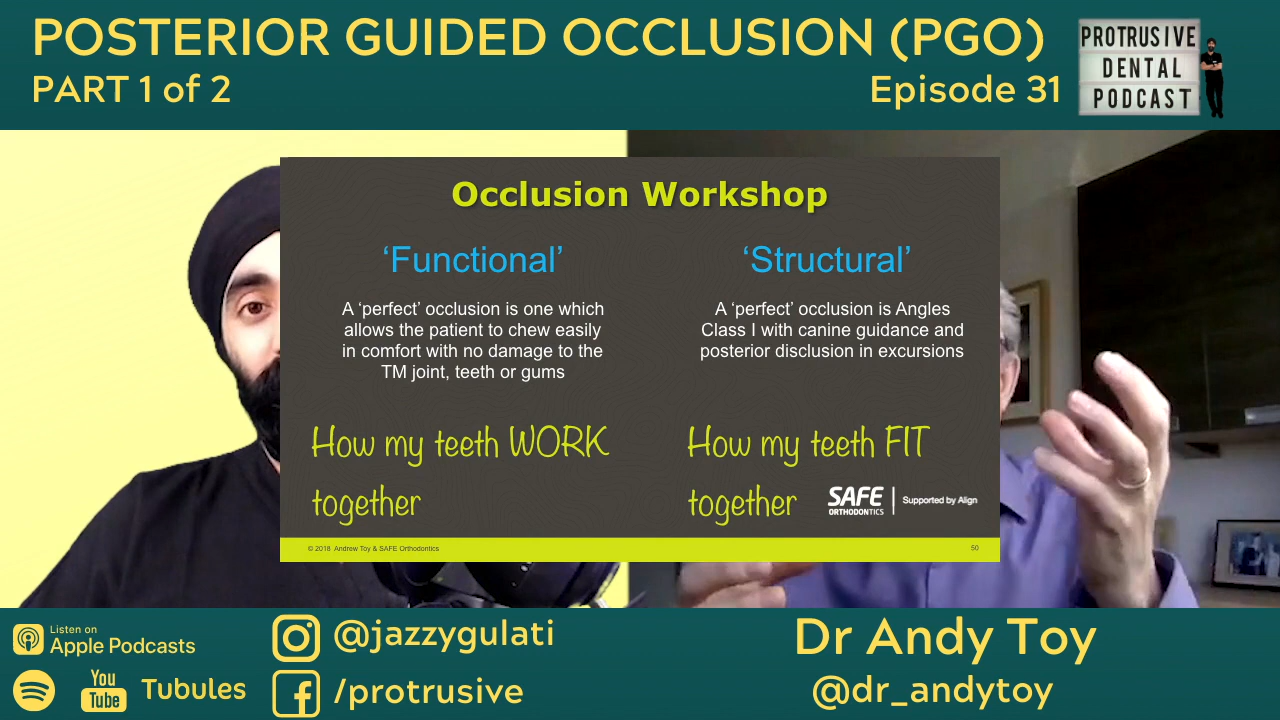 POSTERIOR GUIDED OCCLUSION (PGO)
PART 1 of 2
Episode 31
PROTRUSIVE
DENTAL
PODCAST
Occlusion Workshop
‘Functional’
A ‘perfect’ occlusion is one which
allows the patient to chew easily
in comfort with no damage to the
TM joint, teeth or gums
How my teeth WORK
together
‘Structural’
A ‘perfect’ occlusion is Angles
Class I with canine guidance and
posterior disclusion in excursions
How my teeth FIT
together
SAFE
ORTHODONTICS
Supported by Align
© 2018 Andrew Toy & SAFE Orthodontics
50
Listen on
Apple Podcasts
You
Tube
Tubules
@jazzygulati
/protrusive
Dr Andy Toy
@dr_andytoy